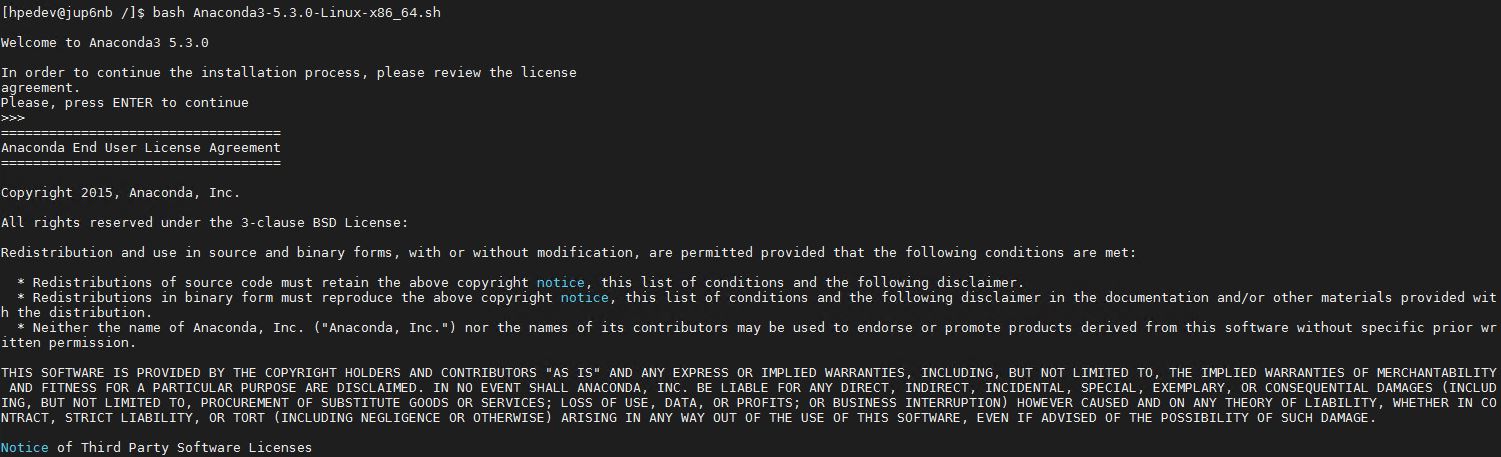 [hpedev@jup6nb /]$ bash Anaconda3-5.3.0-Linux-x86_64.sh
Welcome to Anaconda3 5.3.0
In order to continue the installation process, please review the license
agreement.
Please, press ENTER to continue
>>>
===================================
Anaconda End User License Agreement
===================================
Copyright 2015, Anaconda, Inc.
All rights reserved under the 3-clause BSD License:
Redistribution and use in source and binary forms, with or without modification, are permitted provided that the following conditions are met:
  * Redistributions of source code must retain the above copyright notice, this list of conditions and the following disclaimer.
  * Redistributions in binary form must reproduce the above copyright notice, this list of conditions and the following disclaimer in the documentation and/or other materials provided wit
h the distribution.
  * Neither the name of Anaconda, Inc. ("Anaconda, Inc.") nor the names of its contributors may be used to endorse or promote products derived from this software without specific prior wr
itten permission.
THIS SOFTWARE IS PROVIDED BY THE COPYRIGHT HOLDERS AND CONTRIBUTORS "AS IS" AND ANY EXPRESS OR IMPLIED WARRANTIES, INCLUDING, BUT NOT LIMITED TO, THE IMPLIED WARRANTIES OF MERCHANTABILITY
 AND FITNESS FOR A PARTICULAR PURPOSE ARE DISCLAIMED. IN NO EVENT SHALL ANACONDA, INC. BE LIABLE FOR ANY DIRECT, INDIRECT, INCIDENTAL, SPECIAL, EXEMPLARY, OR CONSEQUENTIAL DAMAGES (INCLUD
ING, BUT NOT LIMITED TO, PROCUREMENT OF SUBSTITUTE GOODS OR SERVICES; LOSS OF USE, DATA, OR PROFITS; OR BUSINESS INTERRUPTION) HOWEVER CAUSED AND ON ANY THEORY OF LIABILITY, WHETHER IN CO
NTRACT, STRICT LIABILITY, OR TORT (INCLUDING NEGLIGENCE OR OTHERWISE) ARISING IN ANY WAY OUT OF THE USE OF THIS SOFTWARE, EVEN IF ADVISED OF THE POSSIBILITY OF SUCH DAMAGE.
Notice of Third Party Software Licenses